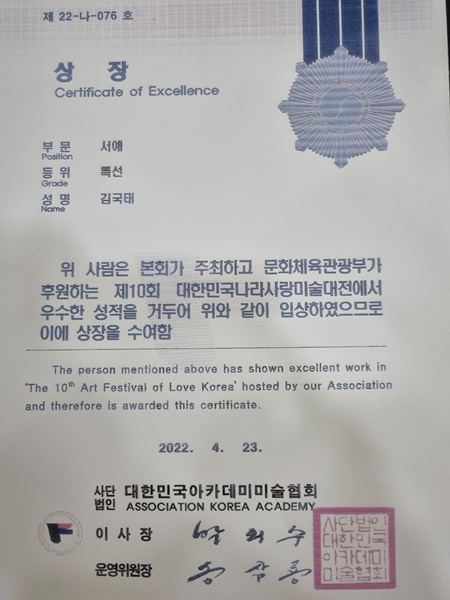 제 22-나-076 호
상 장
Certificate of Excellence
부 문 서예
Position
등 위 특선
Grade
성 명 김국태
Name
위 사람은 본회가 주최하고 문화체육관광부가
후원하는 제10회 대한민국나라사랑미술대전에서
우수한 성적을 거두어 위와 같이 입상하였으므로
이에 상장을 수여함
The person mentioned above has shown excellent work in
'The 10th Art Festival of Love Korea' hosted by our Association
and therefore is awarded this certificate.
2022. 4. 23.
사단
법인 대한민국아카데미미술협회
ASSOCIATION KOREA ACADEMY
이 사 장
운영위원장
사단법인
대한민국
아카데미
미술협회